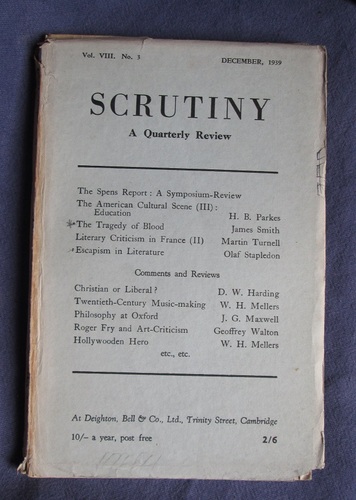 Vol. VIII. No. 3 DECEMBER, 1939
SCRUTINY
A Quarterly Review
The Spens Report : A Symposium-Review
The American Cultural Scene (III) :
Education H. B. Parkes
The Tragedy of Blood James Smith
Literary Criticism in France (II) Martin Turnell
Escapism in Literature Olaf Stapledon
Comments and Reviews
Christian or Liberal? D. W. Harding
Twentieth-Century Music-making W. H. Mellers
Philosophy at Oxford J. G. Maxwell
Roger Fry and Art-Criticism Geoffrey Walton
Hollywooden Hero W. H. Mellers
etc., etc.
At Deighton, Bell & Co., Ltd., Trinity Street, Cambridge
10/- a year, post free 2/6